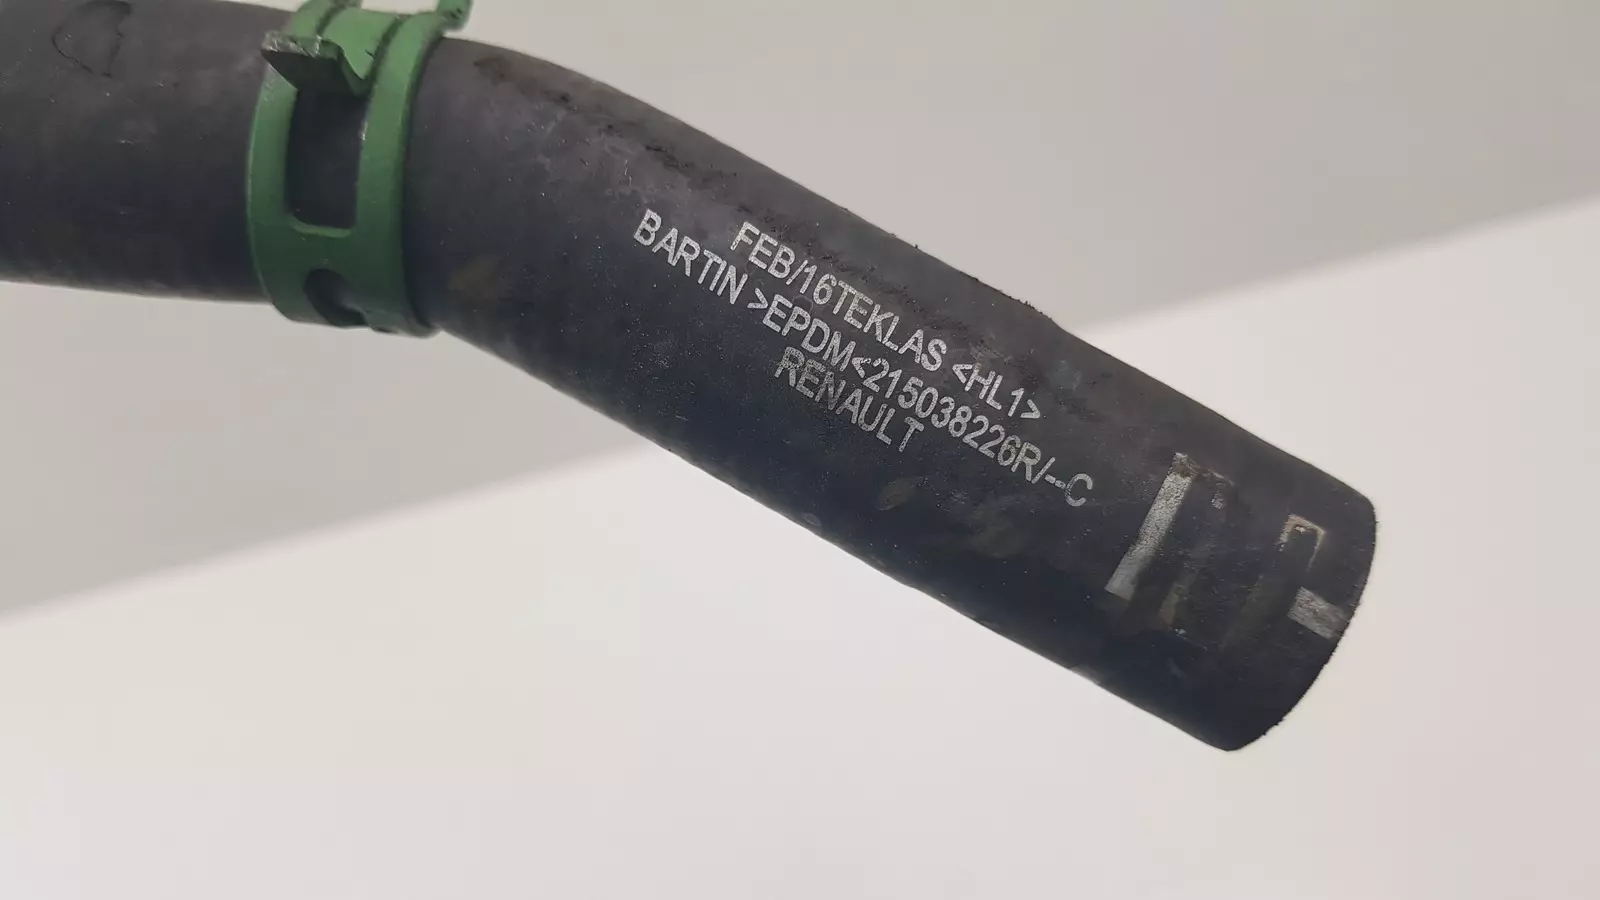 FEB/16TEKLAS <HL1>
BARTIN >EPDM<215038226R/--C
RENAULT